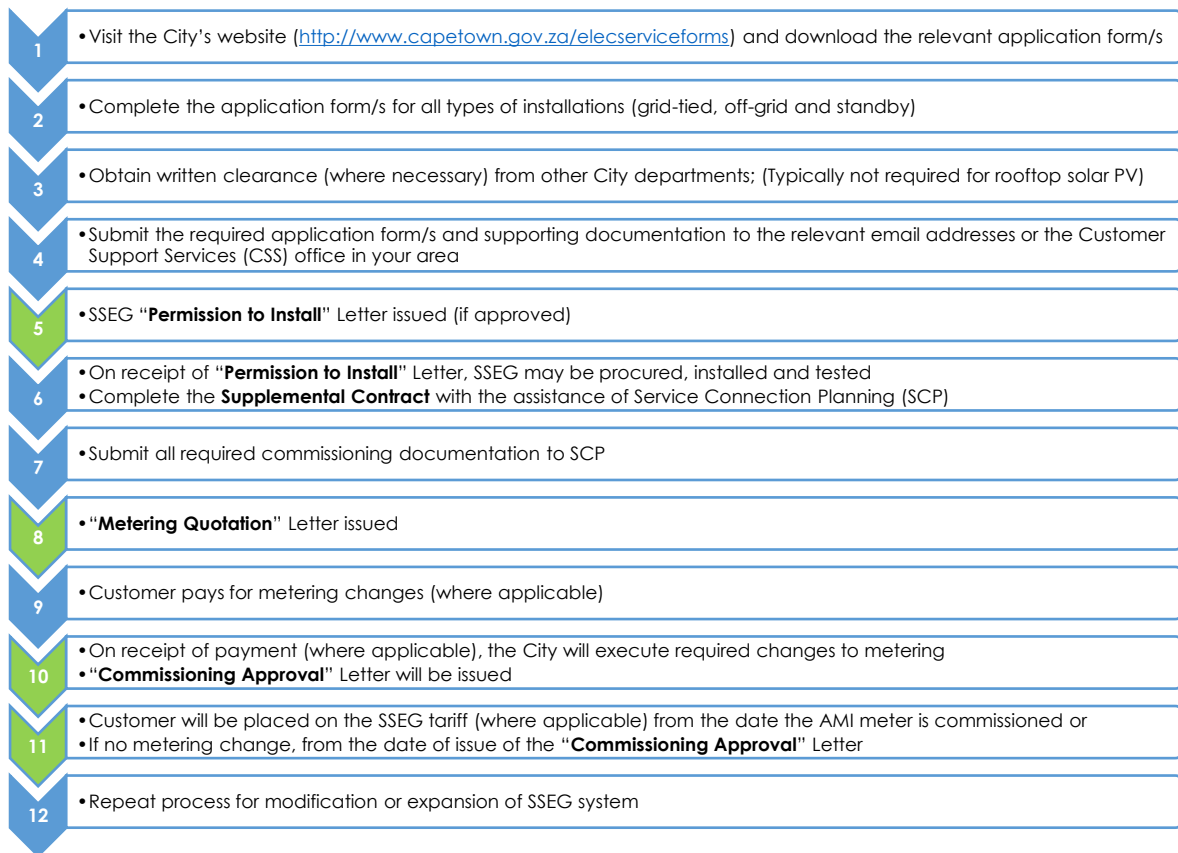 1
•Visit the City's website (http://www.capetown.gov.za/elecserviceforms) and download the relevant application form/s
2
•Complete the application form/s for all types of installations (grid-tied, off-grid and standby)
3
•Obtain written clearance (where necessary) from other City departments; (Typically not required for rooftop solar PV)
4
•Submit the required application form/s and supporting documentation to the relevant email addresses or the Customer
Support Services (CSS) office in your area
5
•SSEG “Permission to Install” Letter issued (if approved)
6
•On receipt of “Permission to Install” Letter, SSEG may be procured, installed and tested
•Complete the Supplemental Contract with the assistance of Service Connection Planning (SCP)
7
•Submit all required commissioning documentation to SCP
8
•“Metering Quotation” Letter issued
9
•Customer pays for metering changes (where applicable)
10
•On receipt of payment (where applicable), the City will execute required changes to metering
•“Commissioning Approval” Letter will be issued
11
•Customer will be placed on the SSEG tariff (where applicable) from the date the AMI meter is commissioned or
•If no metering change, from the date of issue of the “Commissioning Approval” Letter
12
•Repeat process for modification or expansion of SSEG system